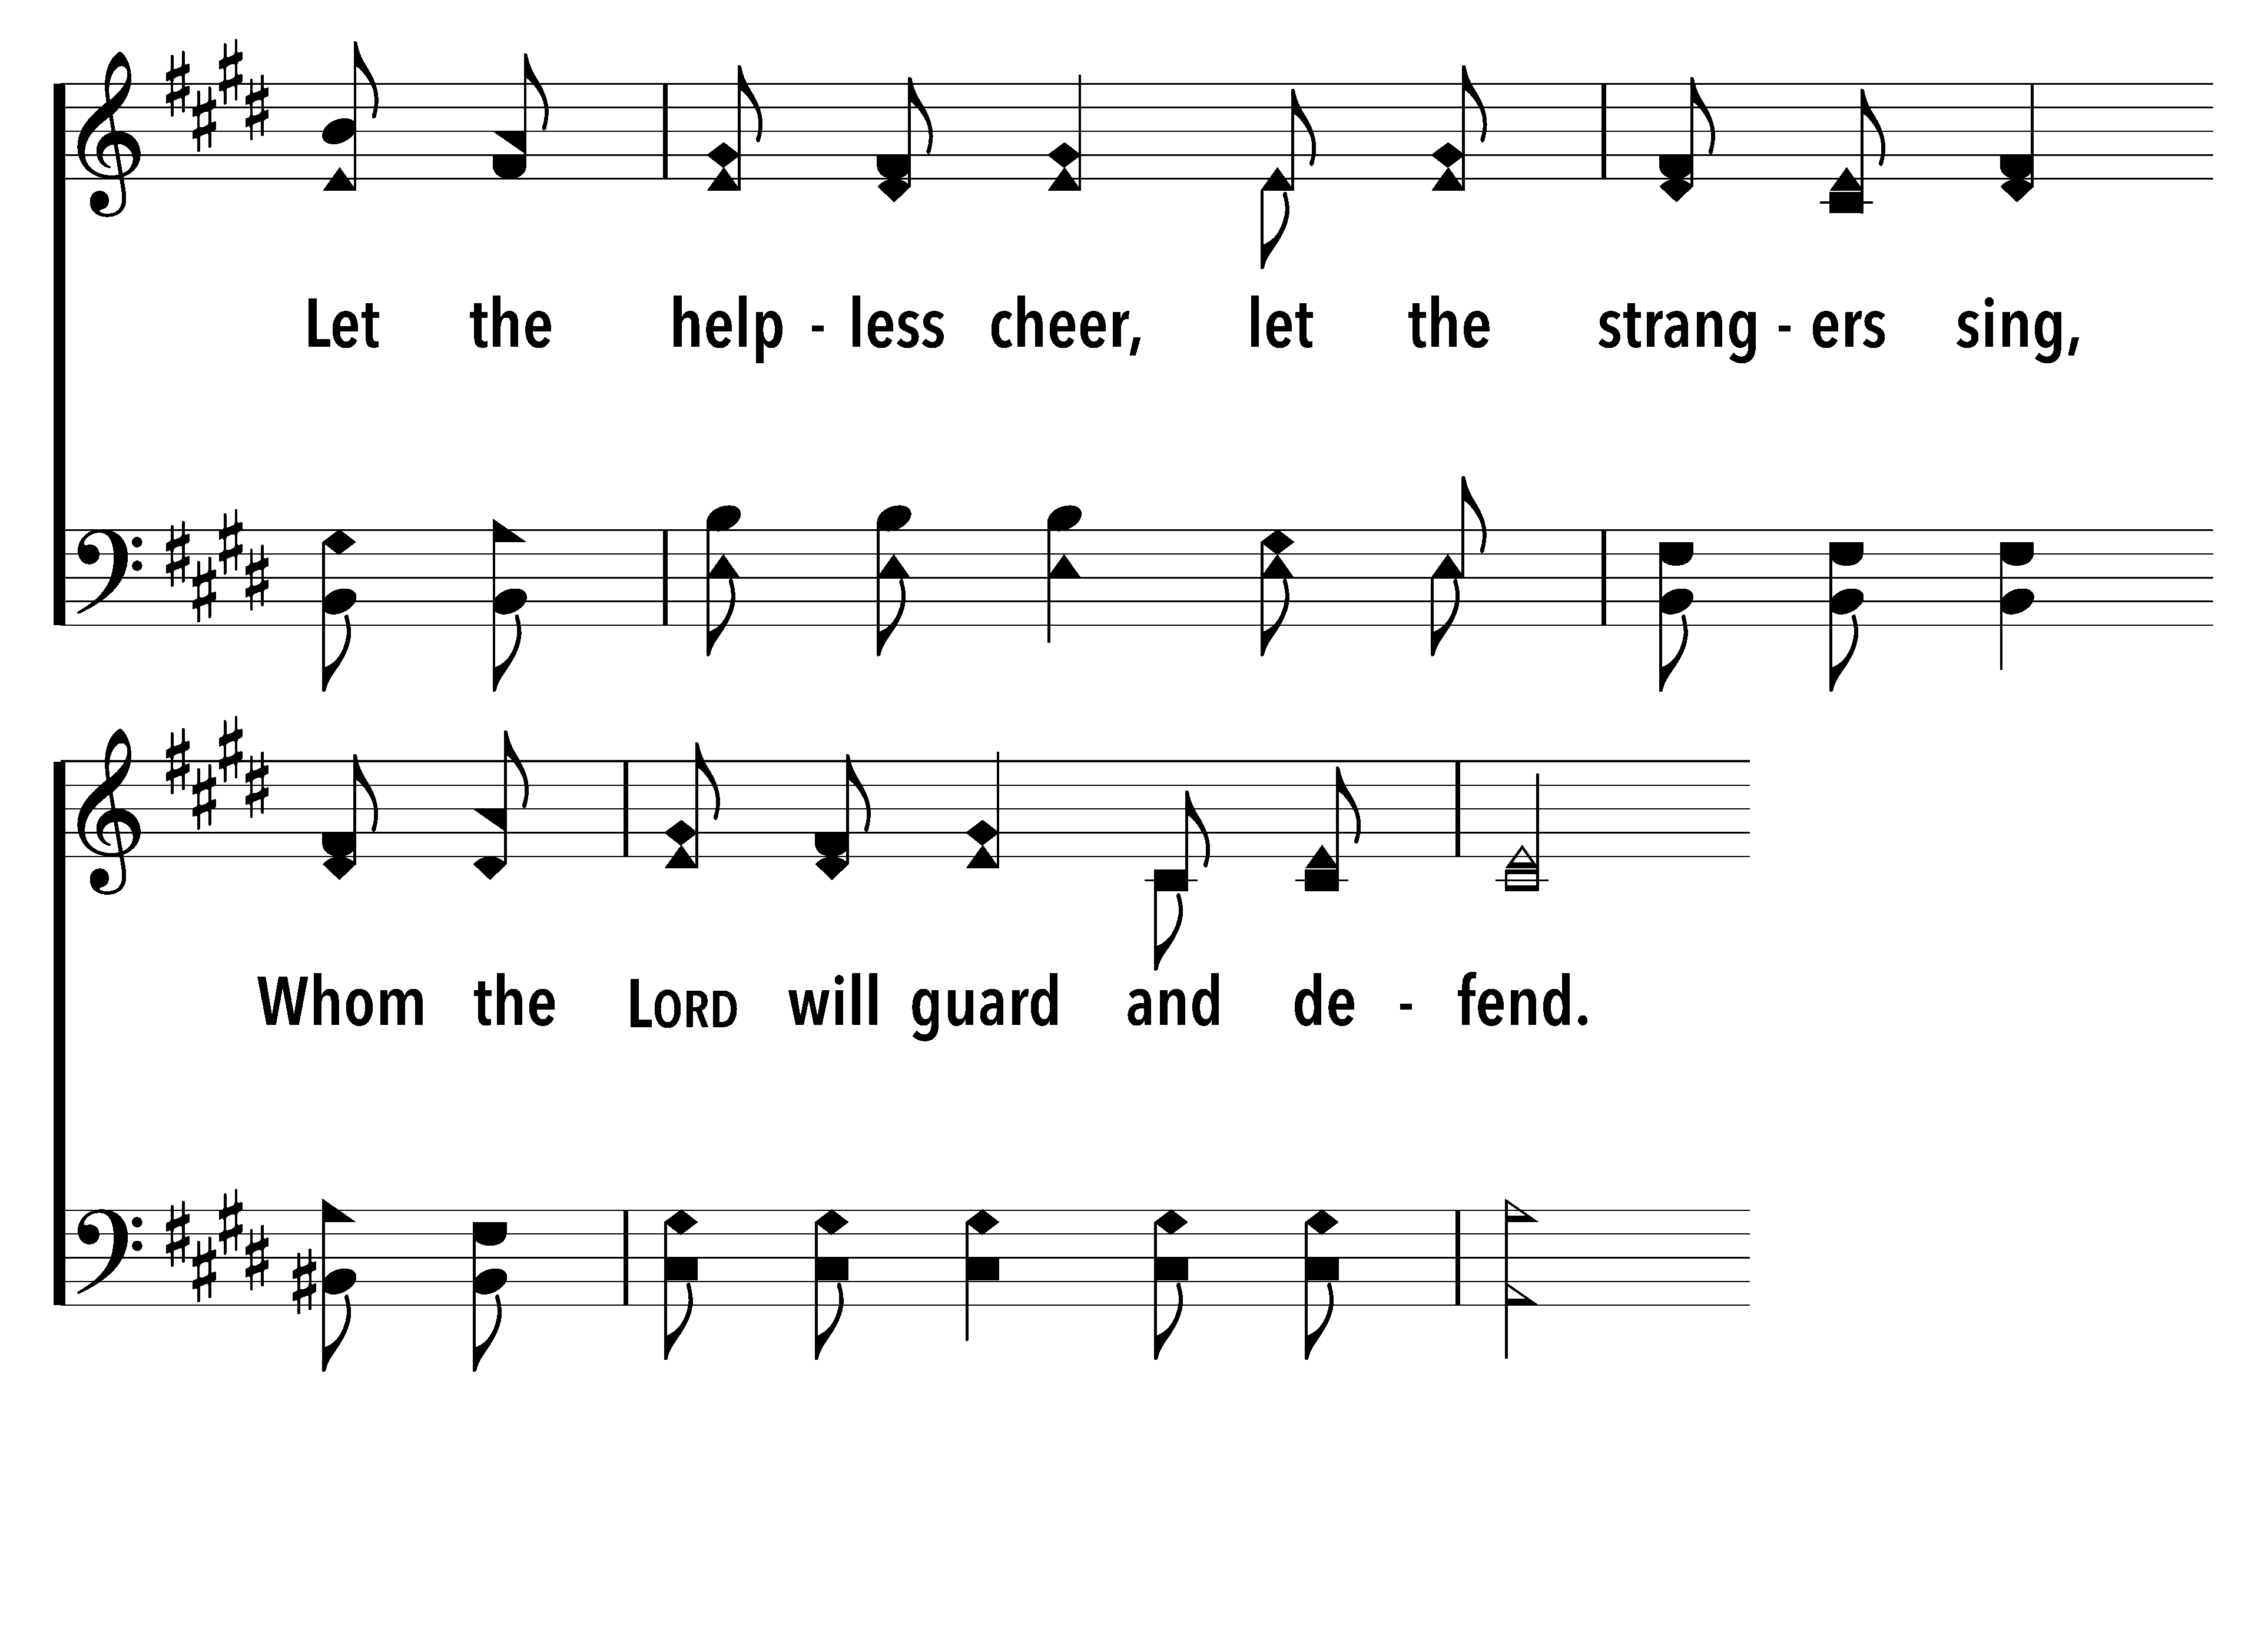 Let the help - less cheer, let the strang - ers sing,
Whom the LORD will guard and de - fend.